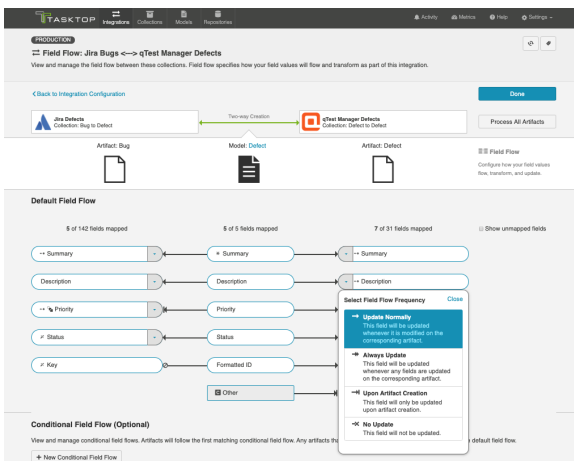 TASKTOP
Integrations
Collections
Models
Repositories
Activity
Metrics
Help
Settings
PRODUCTION
Field Flow: Jira Bugs <---> qTest Manager Defects
View and manage the field flow between these collections. Field flow specifies how your field values will flow and transform as part of this integration.
Back to Integration Configuration
Done
Jira Defects
Collection: Bug to Defect
Two-way Creation
qTest Manager Defects
Collection: Defect to Defect
Process All Artifacts
Artifact: Bug
Model: Defect
Artifact: Defect
Field Flow
Configure how your field values
flow, transform, and update.
Default Field Flow
5 of 142 fields mapped
5 of 5 fields mapped
7 of 31 fields mapped
Show unmapped fields
Summary
* Summary
Summary
Description
Description
Description
Priority
Priority
Status
Status
Key
Formatted ID
Other
Select Field Flow Frequency
Close
Update Normally
This field will be updated
whenever it is modified on the
corresponding artifact.
Always Update
This field will be updated
whenever any fields are updated
on the corresponding artifact.
Upon Artifact Creation
This field will only be updated
upon artifact creation.
No Update
This field will not be updated.
Conditional Field Flow (Optional)
View and manage conditional field flows. Artifacts will follow the first matching conditional field flow. Any artifacts tha
default field flow.
+ New Conditional Field Flow